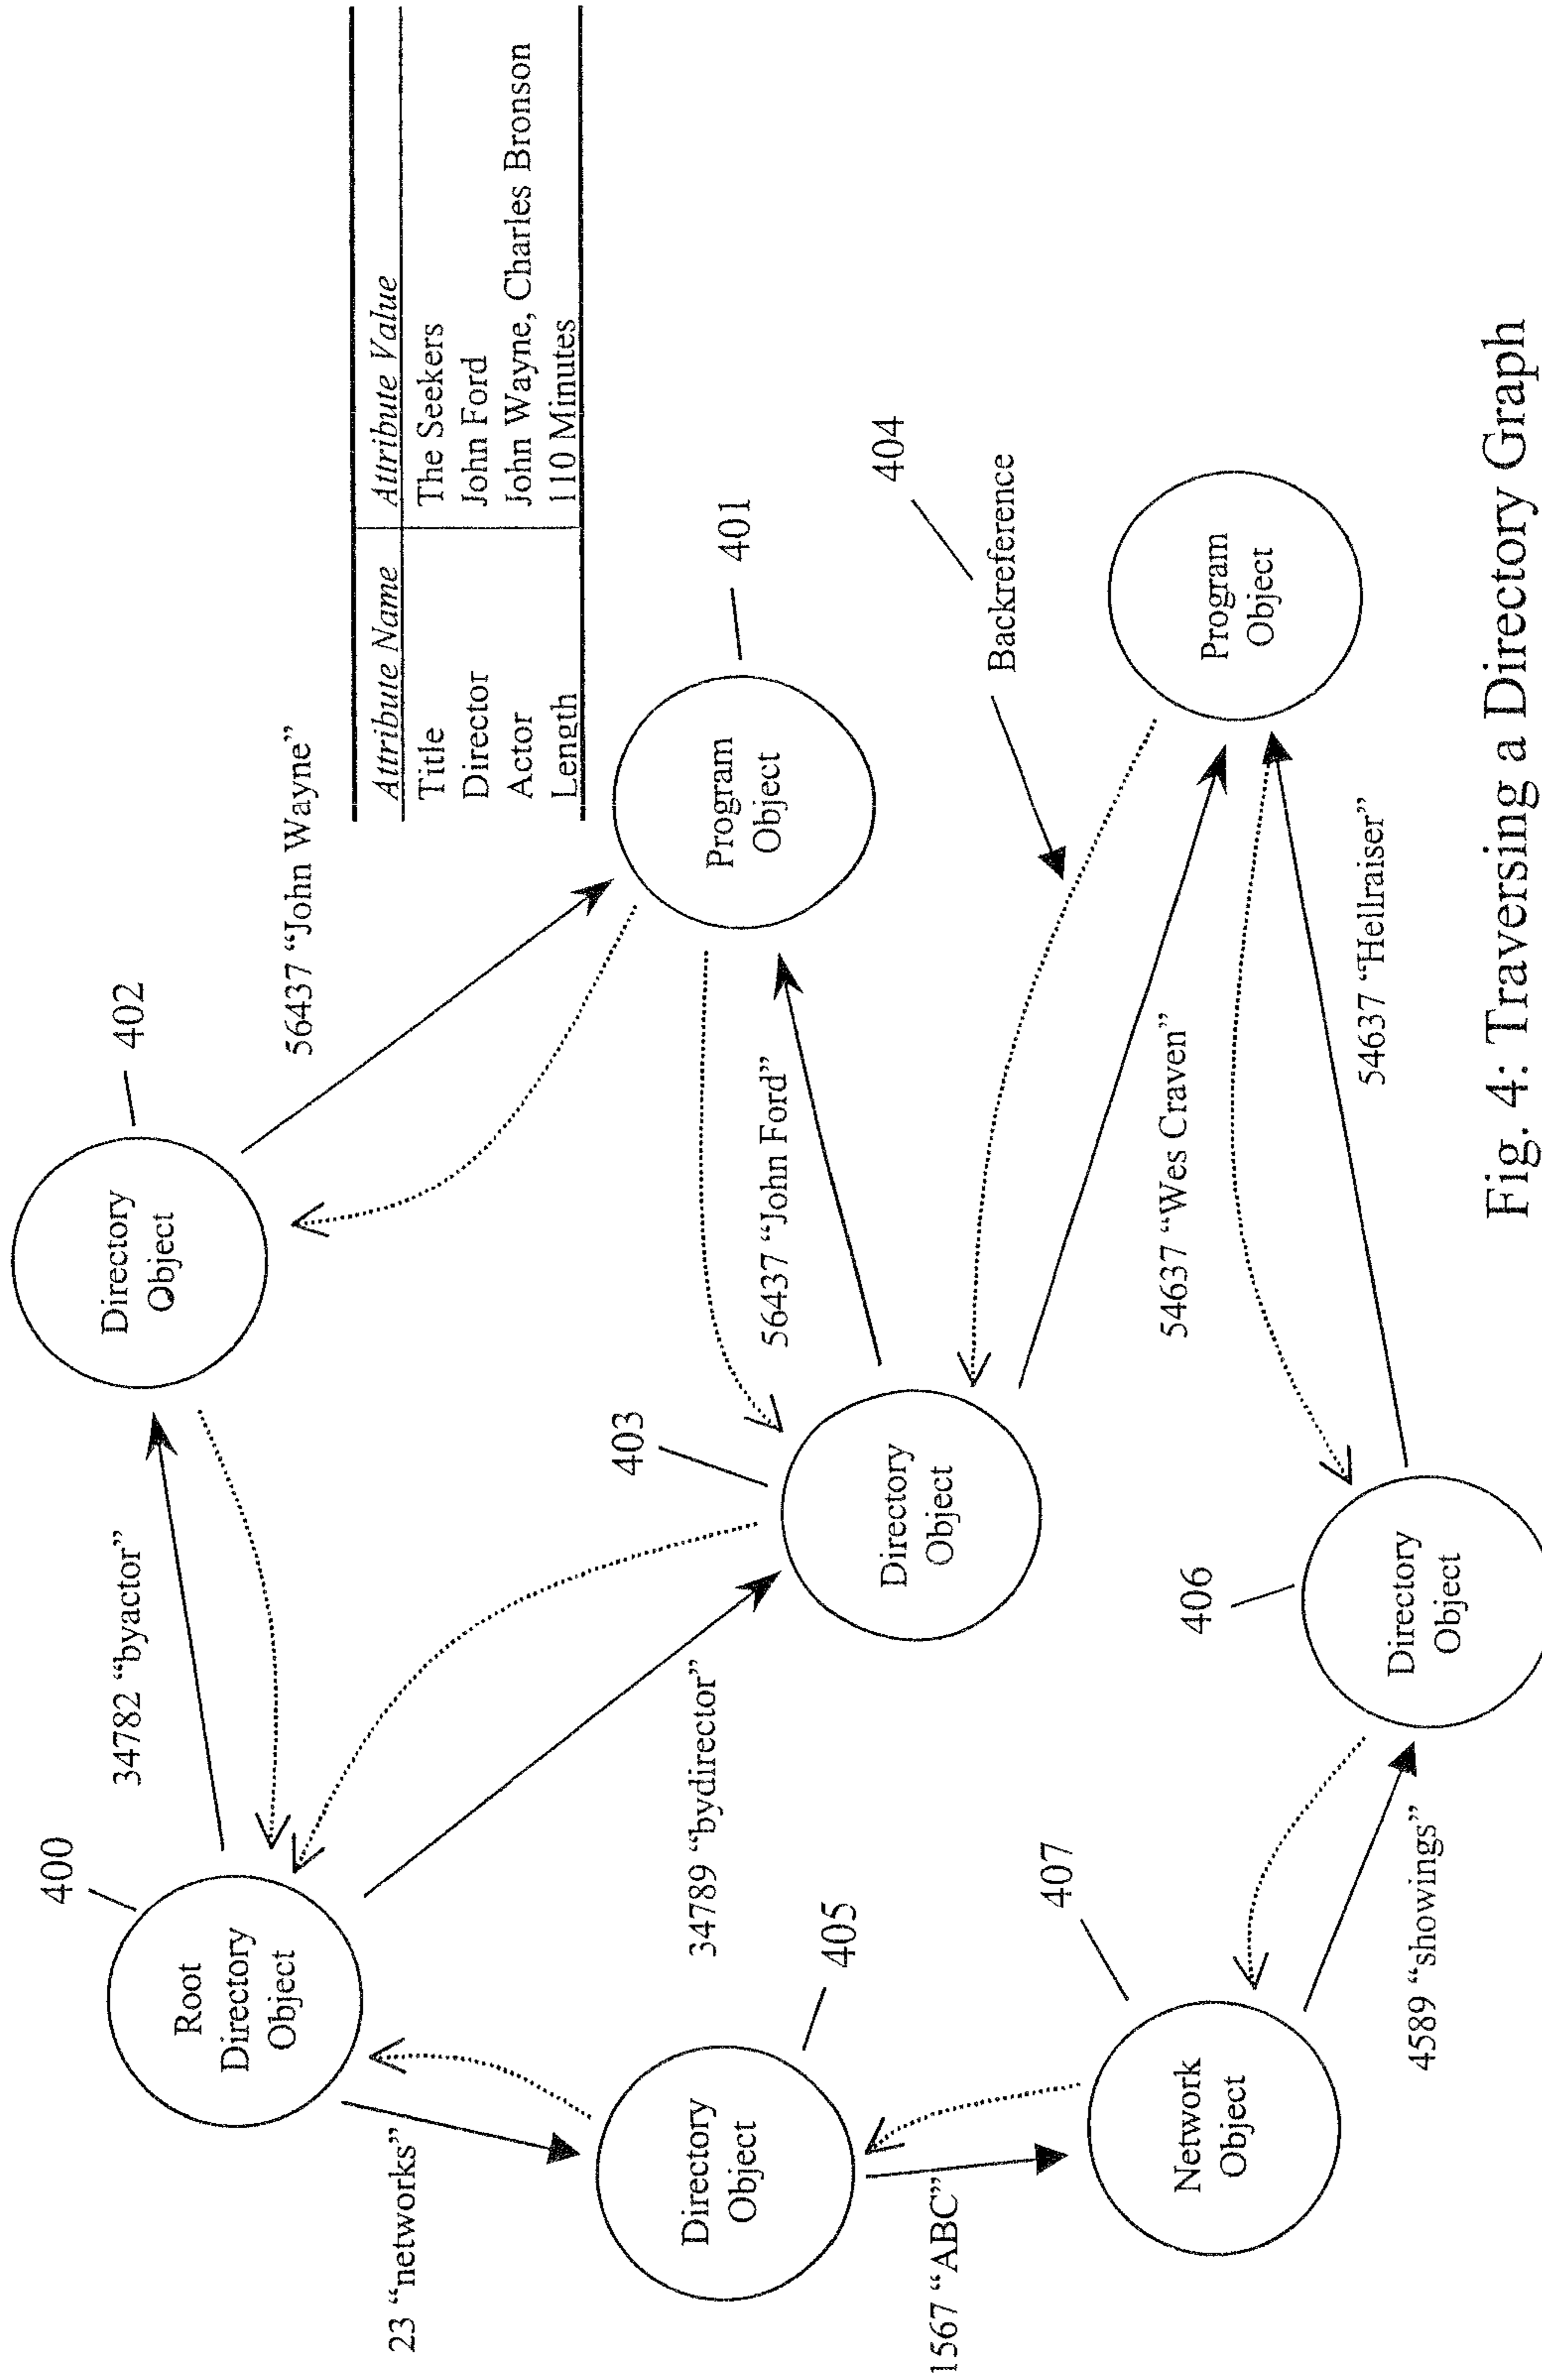 400
Root
Directory
Object
34782 “byactor”
Directory
Object
402
56437 “John Wayne”
Attribute Name Attribute Value
Title The Seekers
Director John Ford
Actor John Wayne, Charles Bronson
Length 110 Minutes
23 “networks”
34789 “bydirector”
403
Directory
Object
56437 “John Ford”
Program
Object
401
Directory
Object
405
1567 “ABC”
407
Network
Object
4589 “showings”
406
Directory
Object
54637 “Wes Craven”
54637 “Hellraiser”
Backreference
404
Program
Object
Fig. 4: Traversing a Directory Graph